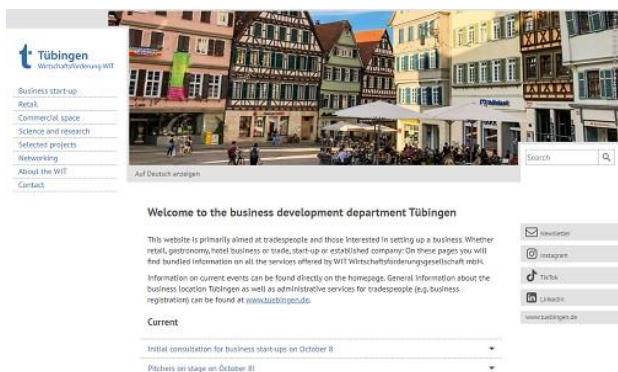 Tübingen
Wirtschaftsförderung WIT
Business start-up
Retail
Commercial space
Science and research
Selected projects
Networking
About the WIT
Contact
Auf Deutsch anzeigen
Search
Welcome to the business development department Tübingen
This website is primarily aimed at tradespeople and those interested in setting up a business. Whether
retail, gastronomy, hotel business or trade, start-up or established company: On these pages you will
find bundled information on all the services offered by WIT Wirtschaftsförderungsgesellschaft mbH.
Information on current events can be found directly on the homepage. General information about the
business location Tübingen as well as administrative services for tradespeople (e.g. business
registration) can be found at www.tuebingen.de.
Current
Initial consultation for business start-ups on October 8
Pitchers on stage on October 8!
Newsletter
Instagram
TikTok
LinkedIn
www.tuebingen.de